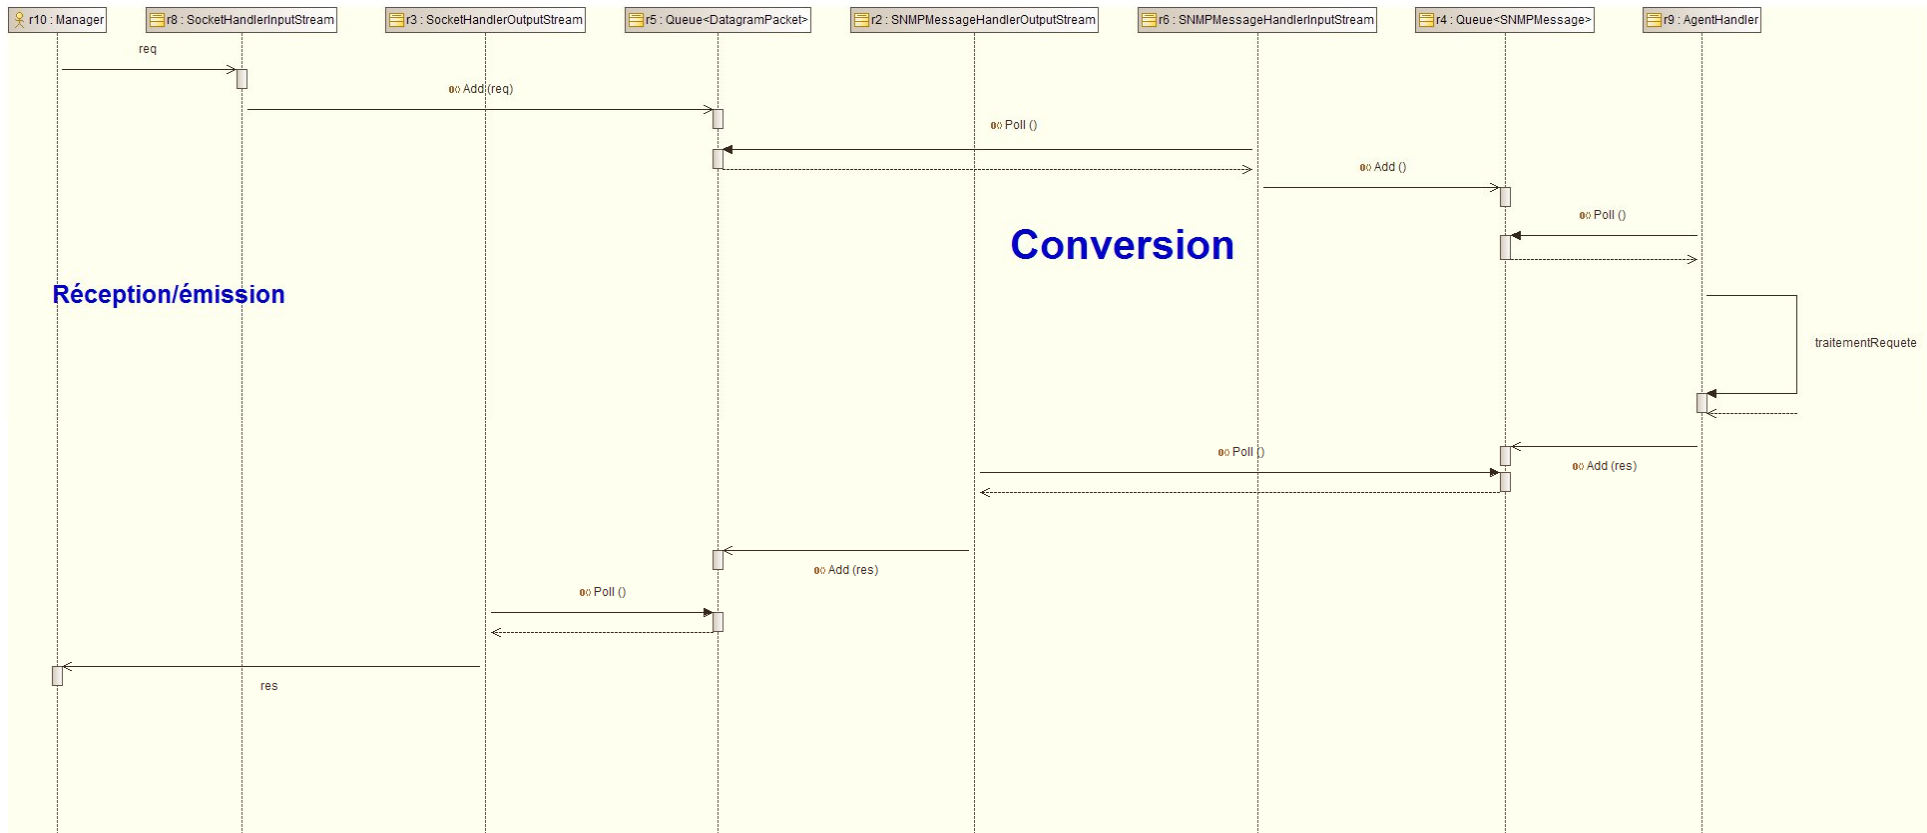 r10 : Manager
r8 : SocketHandlerInputStream
r3 : SocketHandlerOutputStream
r5 : Queue<DatagramPacket>
r2 : SNMPMessageHandlerOutputStream
r6 : SNMPMessageHandlerInputStream
r4 : Queue<SNMPMessage>
r9 : AgentHandler
req
Add (req)
Poll ()
Add ()
Poll ()
Conversion
Réception/émission
traitementRequete
Poll ()
Add (res)
Add (res)
Poll ()
res